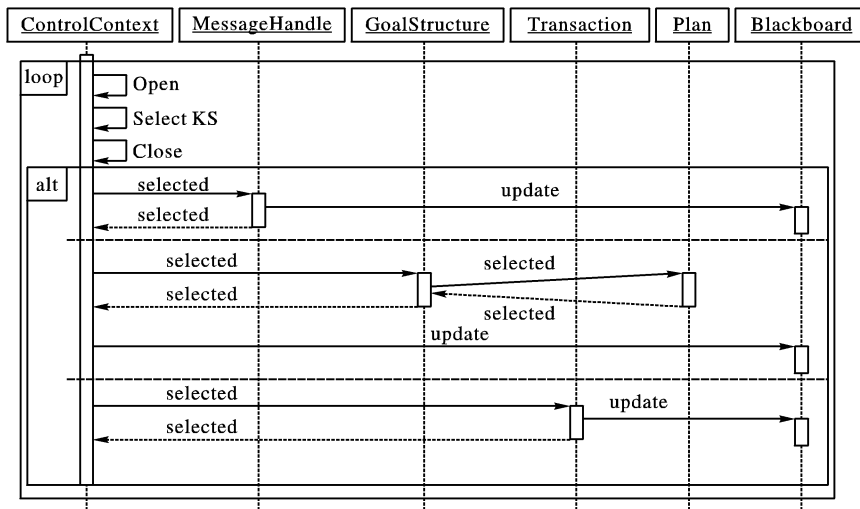 ControlContext MessageHandle GoalStructure Transaction Plan Blackboard
loop
Open
Select KS
Close
alt
selected
update
selected
selected
selected
selected
selected
update
selected
update
selected